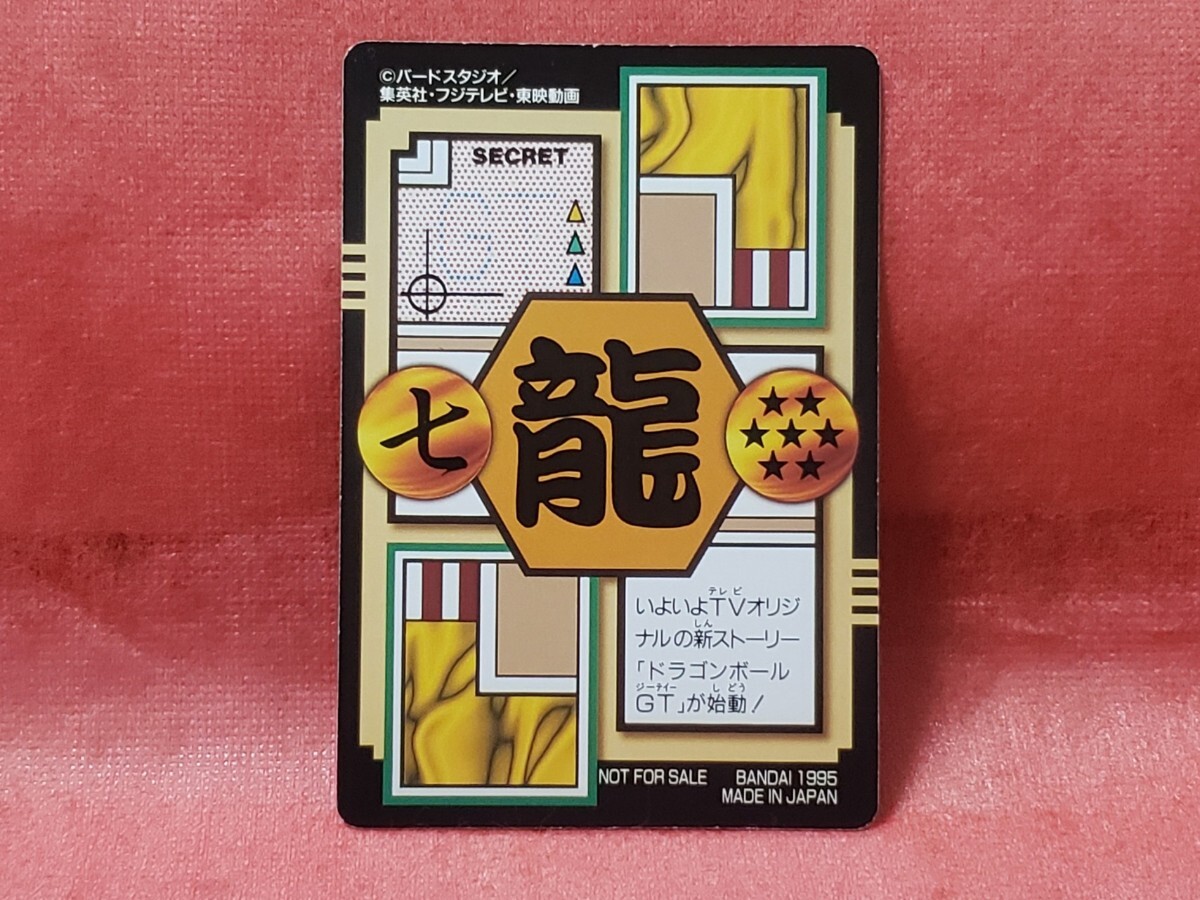 ©バードスタジオ／
集英社・フジテレビ・東映動画
SECRET
七
龍
テレビ
いよいよTVオリジ
しん
ナルの新ストーリー
「ドラゴンボール
ジーティー しどう
GT」が始動！
NOT FOR SALE BANDAI 1995
MADE IN JAPAN